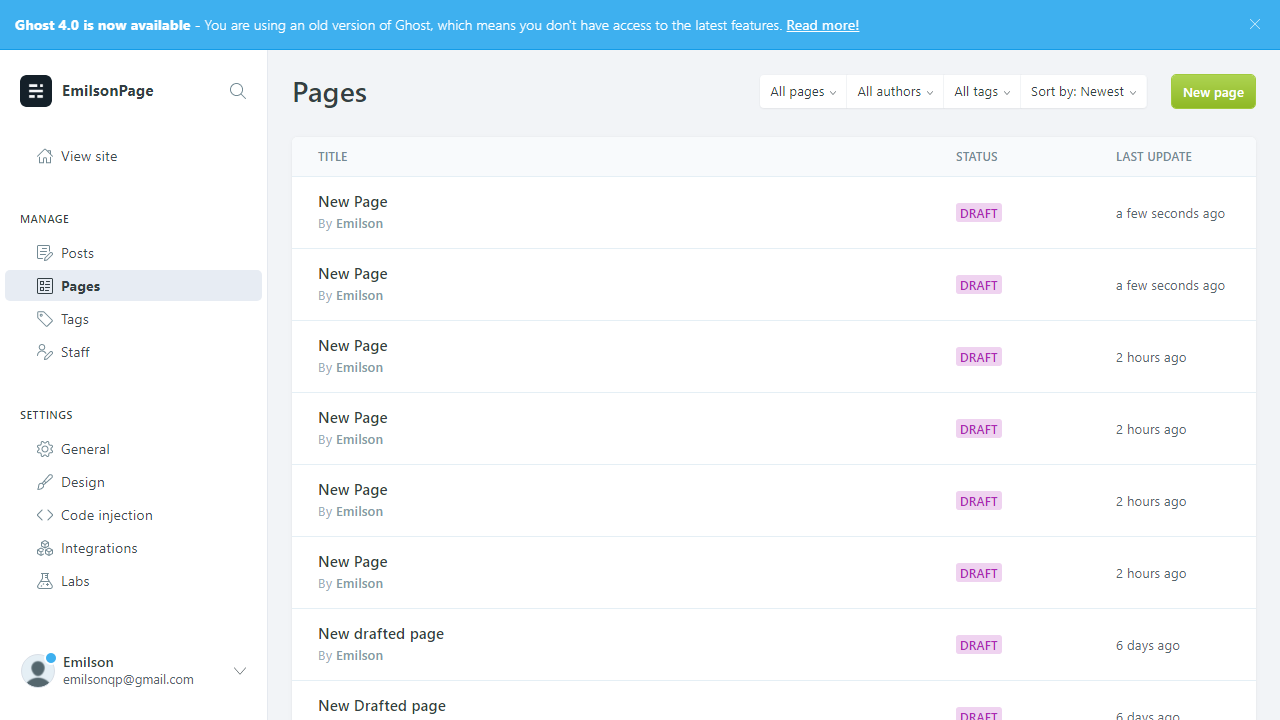 Ghost 4.0 is now available - You are using an old version of Ghost, which means you don't have access to the latest features. Read more!
EmilsonPage
View site
MANAGE
Posts
Pages
Tags
Staff
SETTINGS
General
Design
Code injection
Integrations
Labs
Emilson
emilsonqp@gmail.com
Pages
All pages
All authors
All tags
Sort by: Newest
New page
TITLE STATUS LAST UPDATE
New Page
By Emilson
DRAFT
a few seconds ago
New Page
By Emilson
DRAFT
a few seconds ago
New Page
By Emilson
DRAFT
2 hours ago
New Page
By Emilson
DRAFT
2 hours ago
New Page
By Emilson
DRAFT
2 hours ago
New Page
By Emilson
DRAFT
2 hours ago
New drafted page
By Emilson
DRAFT
6 days ago
New Drafted page
DRAFT
6 days ago